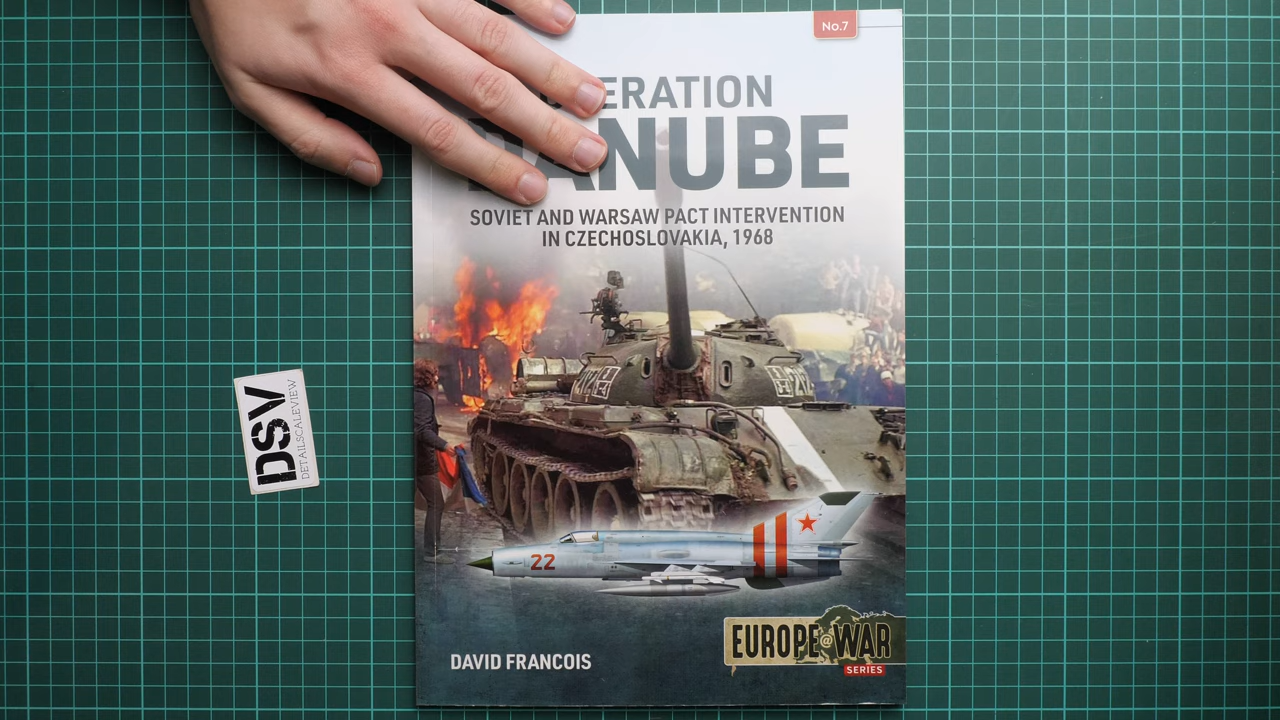 No.7
ERATION
DANUBE
SOVIET AND WARSAW PACT INTERVENTION
IN CZECHOSLOVAKIA, 1968
22
DSV
DETAILSCALEVIEW
EUROPE@WAR
SERIES
DAVID FRANCOIS